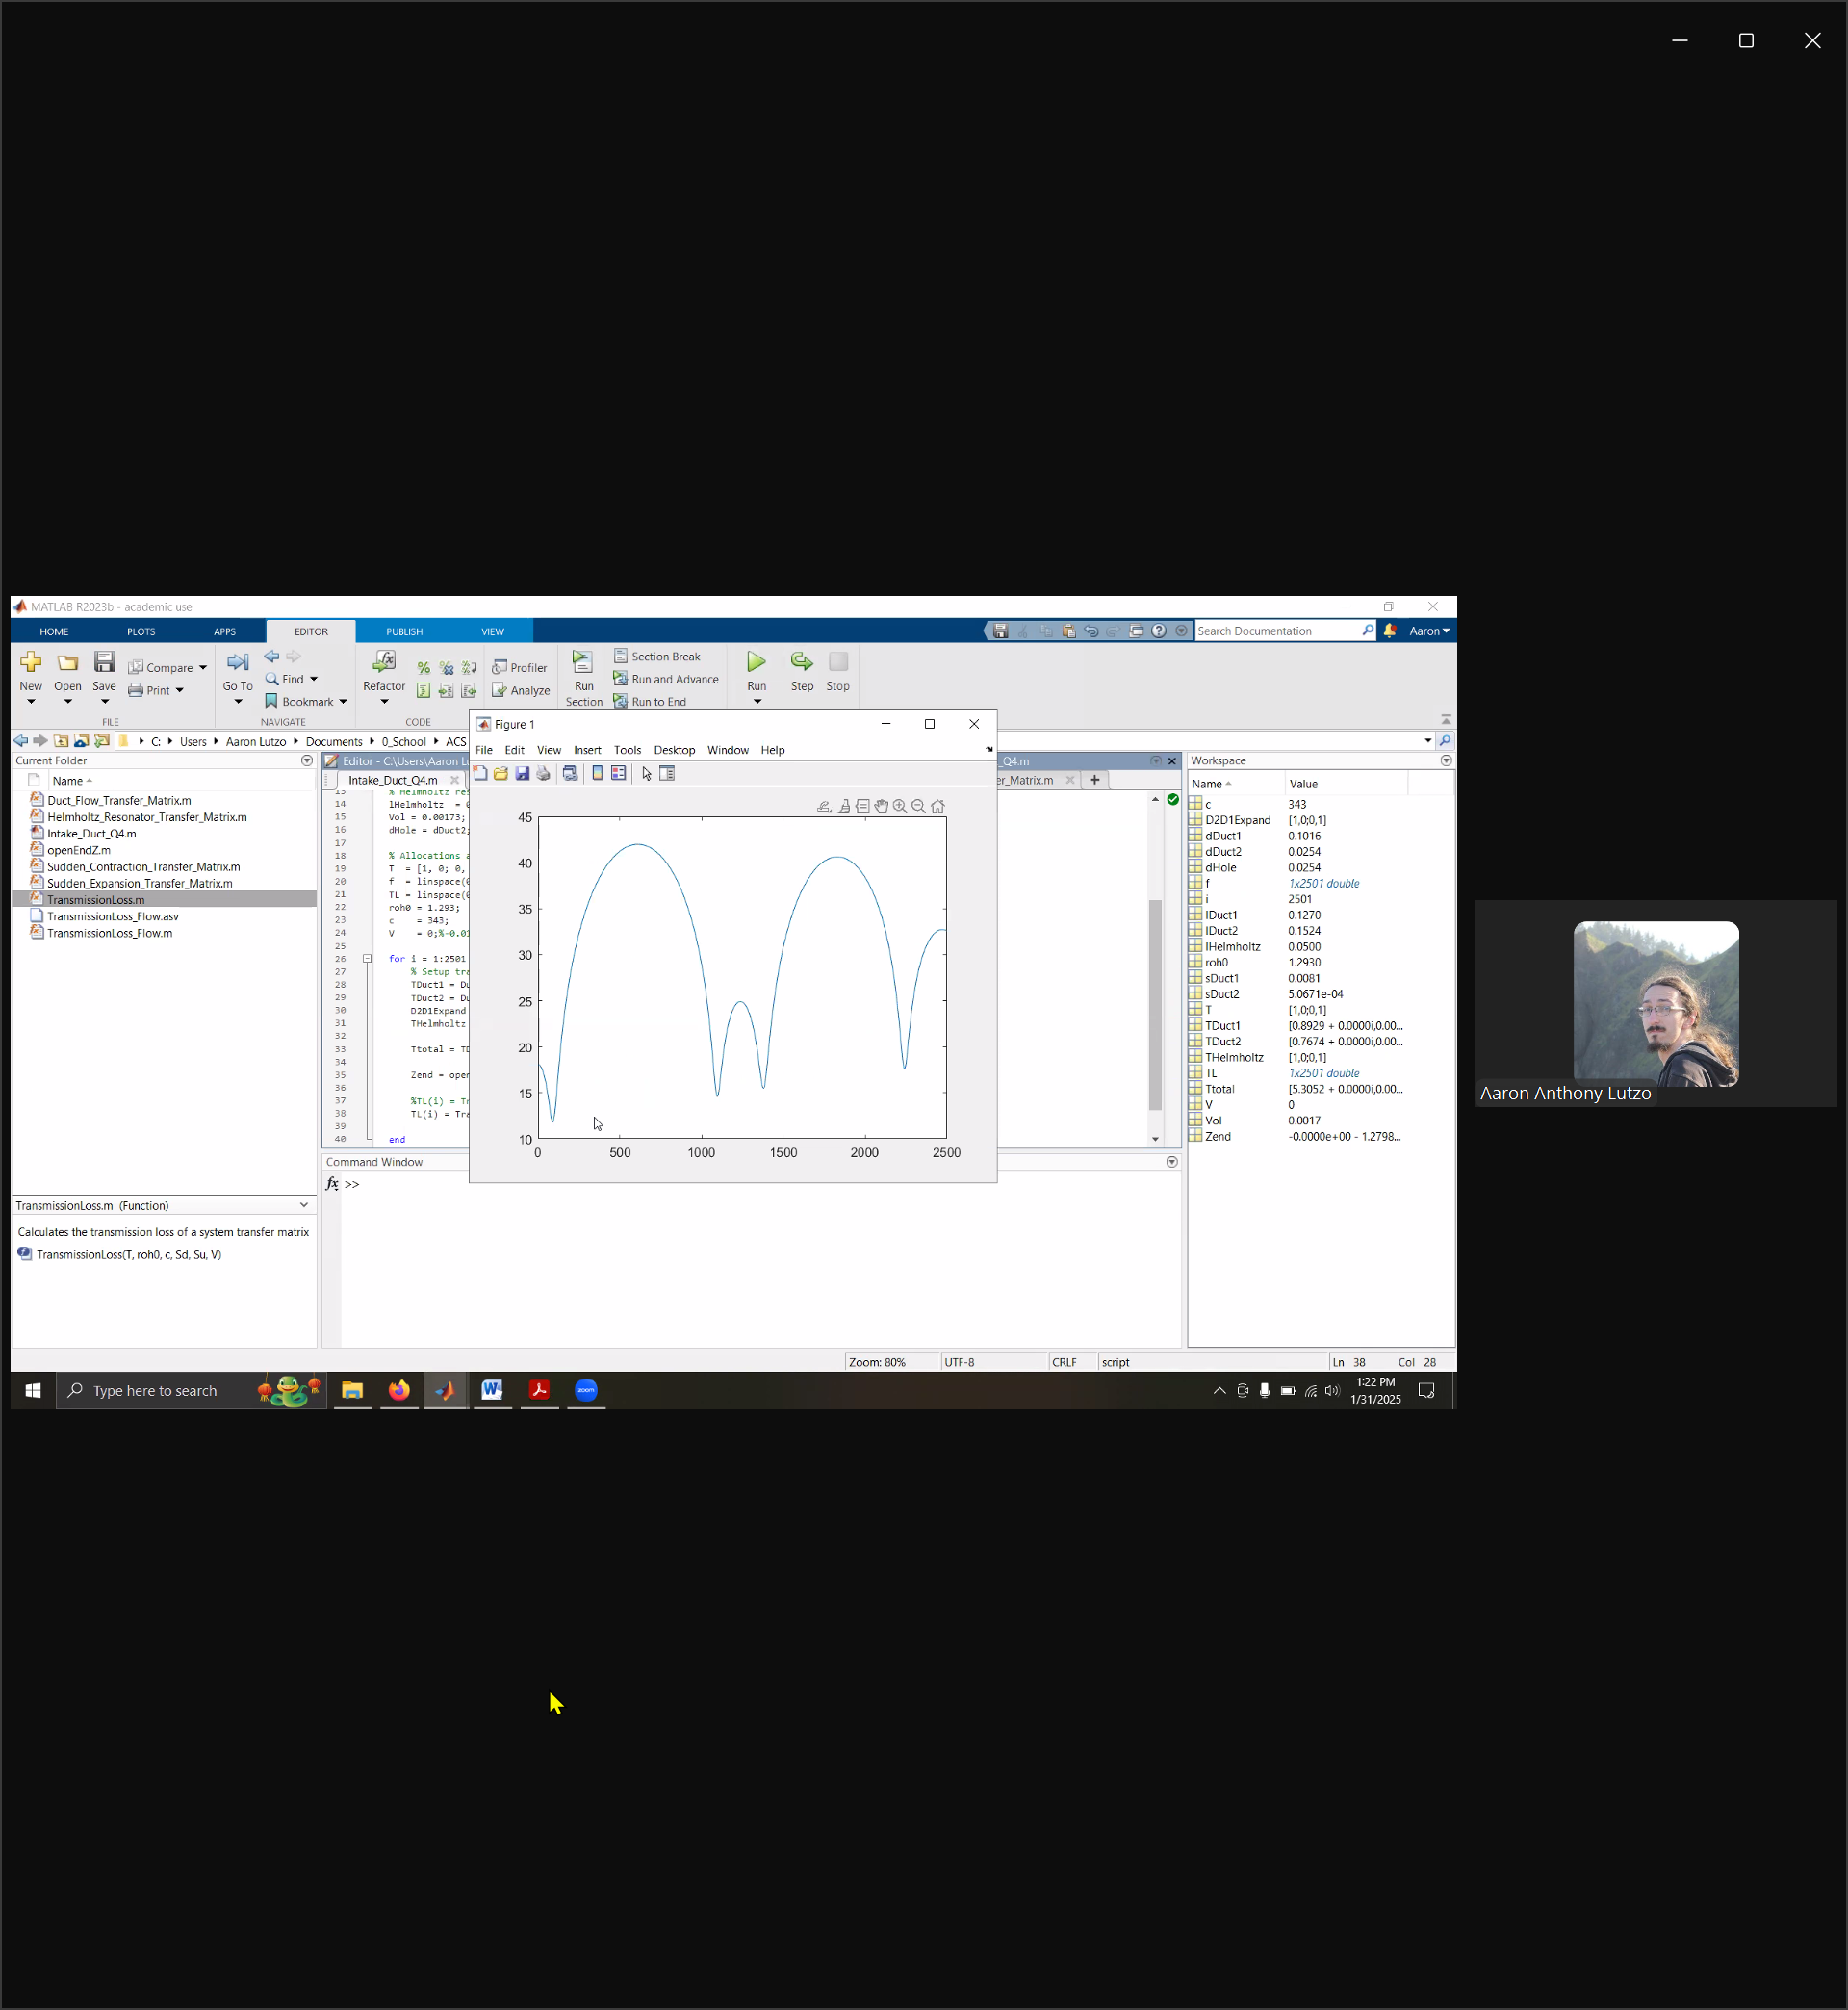 MATLAB R2023b - academic use
HOME PLOTS APPS EDITOR PUBLISH VIEW
Search Documentation Aaron
New Open Save Compare Print
Go To Find Bookmark
Refactor Profiler Analyze
Run Section Section Break Run and Advance Run to End
Run Step Stop
FILE NAVIGATE CODE
C: Users Aaron Lutzo Documents 0_School ACS
Current Folder
Name
Duct_Flow_Transfer_Matrix.m
Helmholtz_Resonator_Transfer_Matrix.m
Intake_Duct_Q4.m
openEndZ.m
Sudden_Contraction_Transfer_Matrix.m
Sudden_Expansion_Transfer_Matrix.m
TransmissionLoss.m
TransmissionLoss_Flow.asv
TransmissionLoss_Flow.m
TransmissionLoss.m (Function)
Calculates the transmission loss of a system transfer matrix
TransmissionLoss(T, roh0, c, Sd, Su, V)
Editor - C:\Users\Aaron L
_Q4.m
Intake_Duct_Q4.m
er_Matrix.m
13 % Helmholtz res
14 lHelmholtz = 0
15 Vol = 0.00173;
16 dHole = dDuct2;
17
18 % Allocations a
19 T = [1, 0; 0,
20 f = linspace(0
21 TL = linspace(0
22 roh0 = 1.293;
23 c = 343;
24 V = 0;%-0.01
25
26 for i = 1:2501
27 % Setup tra
28 TDuct1 = Du
29 TDuct2 = Du
30 D2D1Expand
31 THelmholtz
32
33 Ttotal = TD
34
35 Zend = open
36
37 %TL(i) = Tr
38 TL(i) = Tra
39
40 end
Figure 1
File Edit View Insert Tools Desktop Window Help
45
40
35
30
25
20
15
10
0 500 1000 1500 2000 2500
Command Window
fx >>
Workspace
Name Value
c 343
D2D1Expand [1,0;0,1]
dDuct1 0.1016
dDuct2 0.0254
dHole 0.0254
f 1x2501 double
i 2501
lDuct1 0.1270
lDuct2 0.1524
lHelmholtz 0.0500
roh0 1.2930
sDuct1 0.0081
sDuct2 5.0671e-04
T [1,0;0,1]
TDuct1 [0.8929 + 0.0000i,0.00...
TDuct2 [0.7674 + 0.0000i,0.00...
THelmholtz [1,0;0,1]
TL 1x2501 double
Ttotal [5.3052 + 0.0000i,0.00...
V 0
Vol 0.0017
Zend -0.0000e+00 - 1.2798...
Zoom: 80% UTF-8 CRLF script Ln 38 Col 28
Type here to search
zoom
1:22 PM
1/31/2025
Aaron Anthony Lutzo